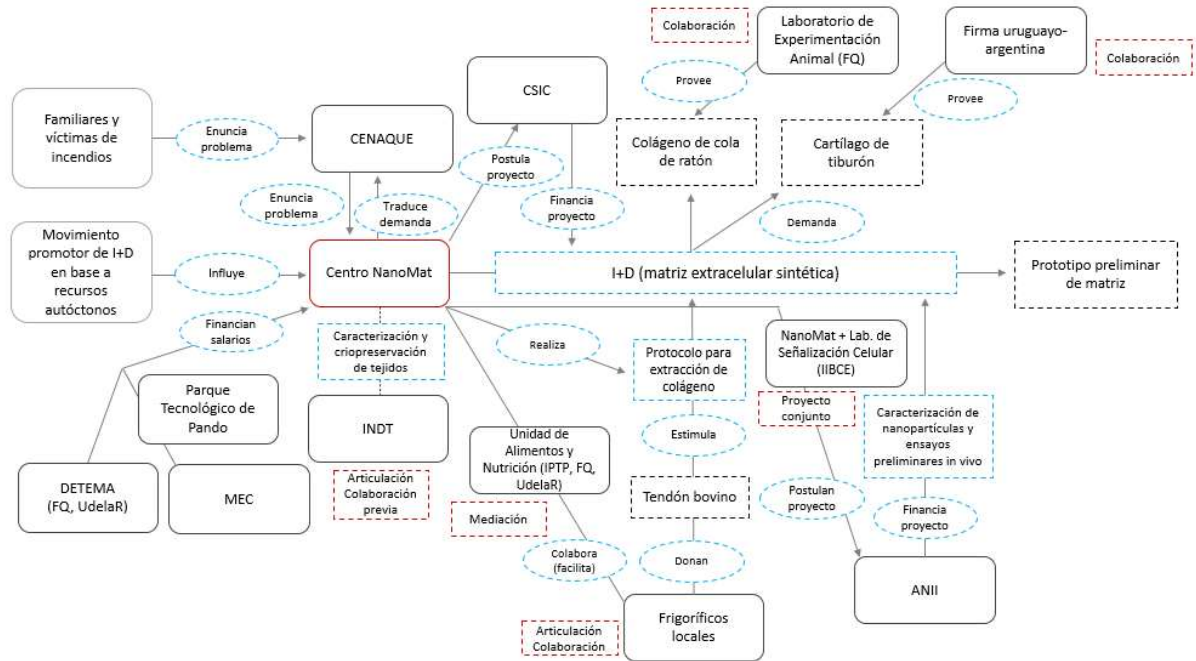 Colaboración
Laboratorio de
Experimentación
Animal (FQ)
Firma uruguayo-
argentina
Colaboración
Provee
Provee
CSIC
Familiares y
víctimas de
incendios
Enuncia
problema
CENAQUE
Colágeno de cola
de ratón
Cartílago de
tiburón
Postula
proyecto
Enuncia
problema
Traduce
demanda
Financia
proyecto
Demanda
Movimiento
promotor de I+D
en base a
recursos
autóctonos
Influye
Centro NanoMat
I+D (matriz extracelular sintética)
Prototipo preliminar
de matriz
Financian
salarios
Caracterización y
criopreservación
de tejidos
Realiza
Protocolo para
extracción de
colágeno
NanoMat + Lab. de
Señalización Celular
(IIBCE)
Parque
Tecnológico de
Pando
Proyecto
conjunto
Caracterización de
nanopartículas y
ensayos
preliminares in vivo
INDT
Unidad de
Alimentos y
Nutrición (IPTP, FQ,
UdelaR)
Estimula
DETEMA
(FQ, UdelaR)
MEC
Articulación
Colaboración
previa
Tendón bovino
Postulan
proyecto
Financia
proyecto
Mediación
Colabora
(facilita)
Donan
ANII
Articulación
Colaboración
Frigoríficos
locales